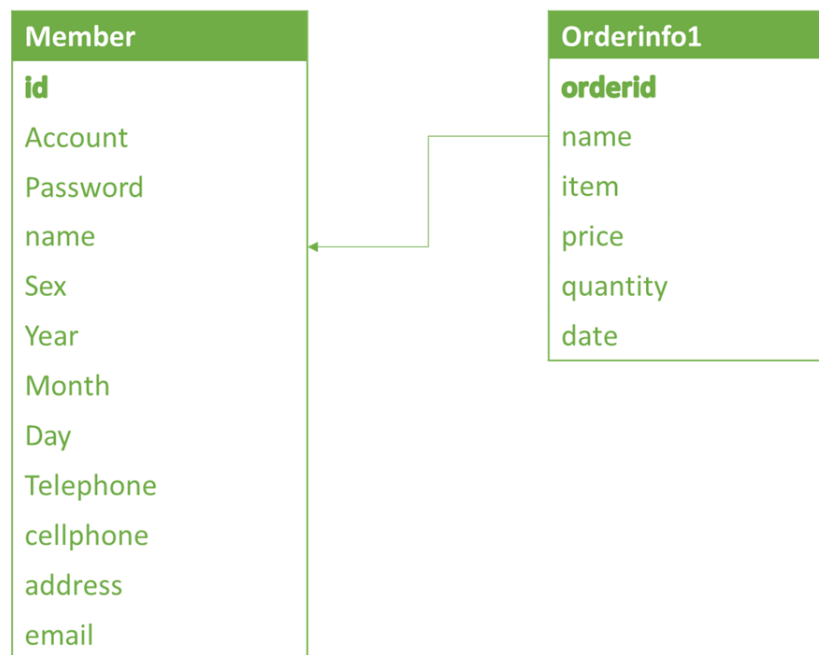 Member
id
Account
Password
name
Sex
Year
Month
Day
Telephone
cellphone
address
email
Orderinfo1
orderid
name
item
price
quantity
date